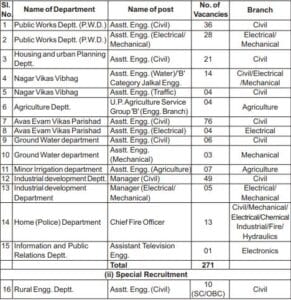 Sl. No. Name of Department Name of post No. of Vacancies Branch
1 Public Works Deptt. (P.W.D.) Asstt. Engg. (Civil) 36 Civil
2 Public Works Deptt. (P.W.D.) Asstt. Engg. (Electrical/ Mechanical) 28 Electrical/ Mechanical
3 Housing and urban Planning Deptt. Asstt. Engg. (Civil) 21 Civil
4 Nagar Vikas Vibhag Asstt. Engg. (Water)/'B' Category Jalkal Engg. 14 Civil/Electrical /Mechanical
5 Nagar Vikas Vibhag Asstt. Engg. (Traffic) 04 Civil
6 Agriculture Deptt. U.P.Agriculture Service Group 'B' (Engg. Branch) 04 Agriculture
7 Avas Evam Vikas Parishad Asstt. Engg. (Civil) 76 Civil
8 Avas Evam Vikas Parishad Asstt. Engg. (Electrical) 04 Electrical
9 Ground Water department Asstt. Engg. (Civil) 06 Civil
10 Ground Water department Asstt. Engg. (Mechanical) 03 Mechanical
11 Minor Irrigation department Asstt. Engg. (Agriculture) 07 Agriculture
12 Industrial development Deptt. Manager (Civil) 49 Civil
13 Industrial development Department Manager (Electrical/ Mechanical) 05 Electrical/ Mechanical
14 Home (Police) Department Chief Fire Officer 13 Civil/Mechanical/ Electrical/Chemical Industrial/Fire/ Hydraulics
15 Information and Public Relations Deptt. Assistant Television Engg. 01 Electronics
Total 271
(ii) Special Recruitment
16 Rural Engg. Deptt. Asstt. Engg. (Civil) 10 (SC/OBC) Civil